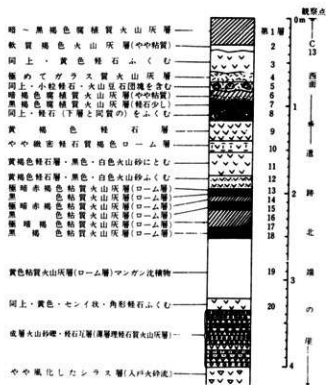 観察点
暗~黒褐色腐植質火山灰層 第1層 0m
軟質褐色火山灰層(やや粘質) 2 C13西面
同上・黄色軽石ふくむ 3
極めてガラス質火山灰層 4
同上・小粒軽石・火山豆石団塊を含む 5
暗褐色腐植質火山灰層(やや粘質) 6
黒褐色腐植質火山灰層(軽石少し) 7 1
同上・軽石(下層と同質の)をふくむ 8
黄褐色軽石層 9
やや緻密軽石質褐色ローム層 10
黄褐色軽石層・黒色・白色火山砂にとむ 11
黄褐色軽石層・黒色・白色火山砂ふくむ 12
極暗赤褐色粘質火山灰層(ローム層) 13 2
黒色粘質火山灰層(ローム層) 14
極暗赤褐色粘質火山灰層(ローム層) 15
黒色粘質火山灰層(ローム層) 16
極暗褐色粘質火山灰層(ローム層) 17
黒褐色粘質火山灰層(ローム層) 18
遺跡北端の崖
黄色粘質火山灰層(ローム層)マンガン沈積物 19
3
同上・黄色・センイ状・角形軽石ふくむ 20
成層火山砂礫・軽石互層(薄層理軽石質火山灰層)
4
やや風化したシラス層(入戸火砕流)